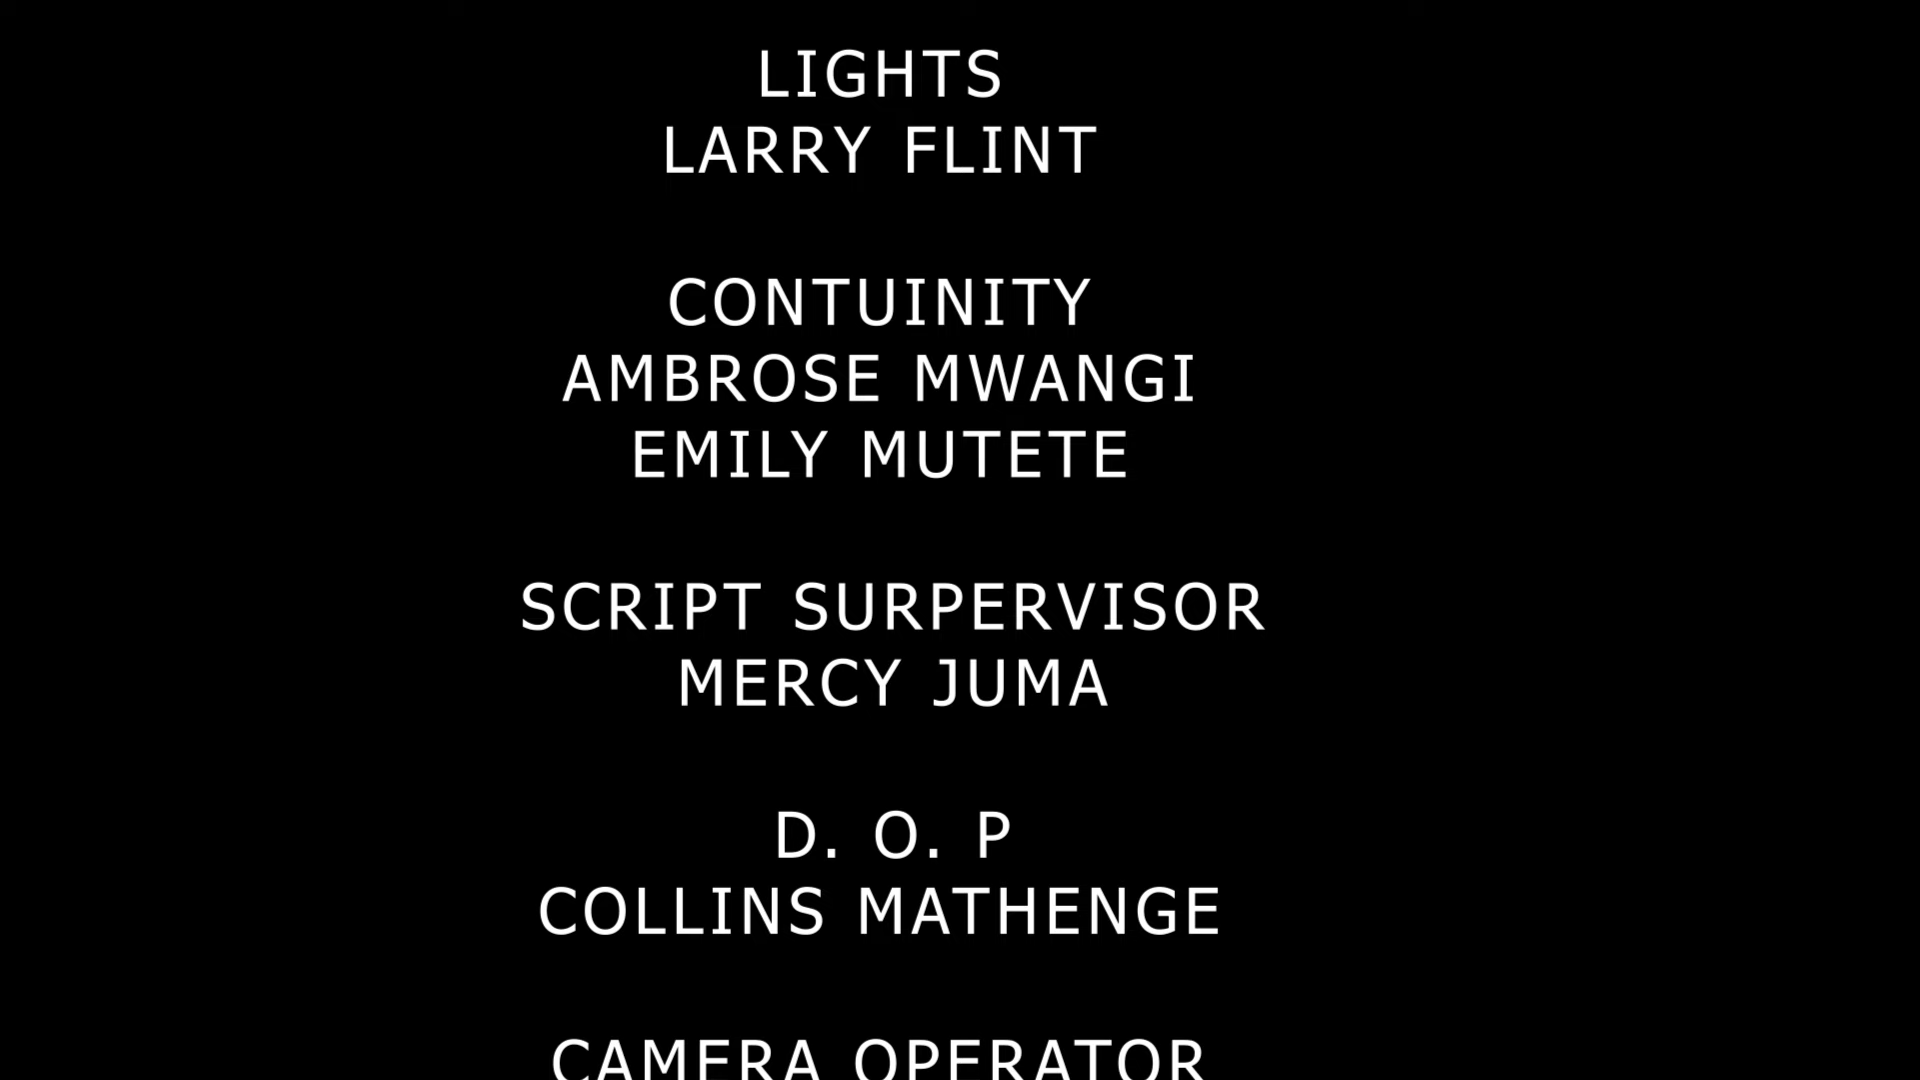 LIGHTS
LARRY FLINT
CONTUINITY
AMBROSE MWANGI
EMILY MUTETE
SCRIPT SURPERVISOR
MERCY JUMA
D. O. P
COLLINS MATHENGE
CAMERA OPERATOR